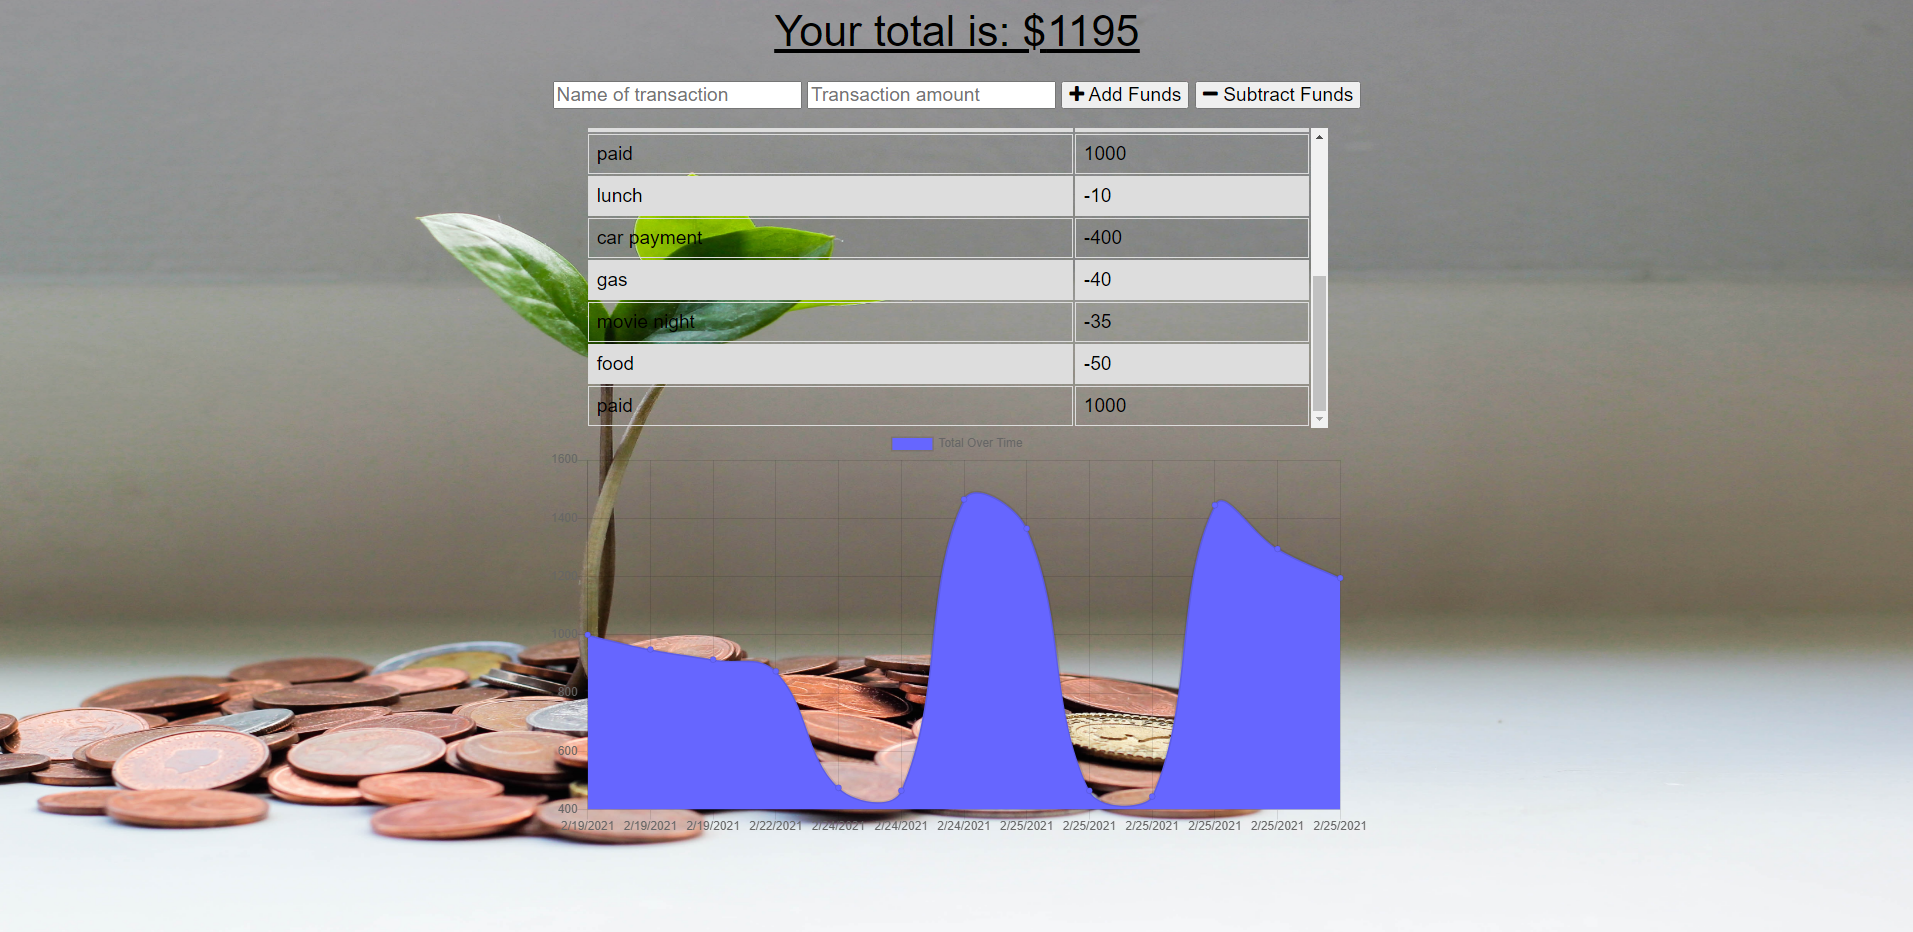 Your total is: $1195
Name of transaction Transaction amount Add Funds Subtract Funds
paid 1000
lunch -10
car payment -400
gas -40
movie night -35
food -50
paid 1000
Total Over Time
1600
1400
1000
800
600
400
2/19/2021 2/19/2021 2/19/2021 2/22/2021 2/24/2021 2/24/2021 2/24/2021 2/25/2021 2/25/2021 2/25/2021 2/25/2021 2/25/2021 2/25/2021